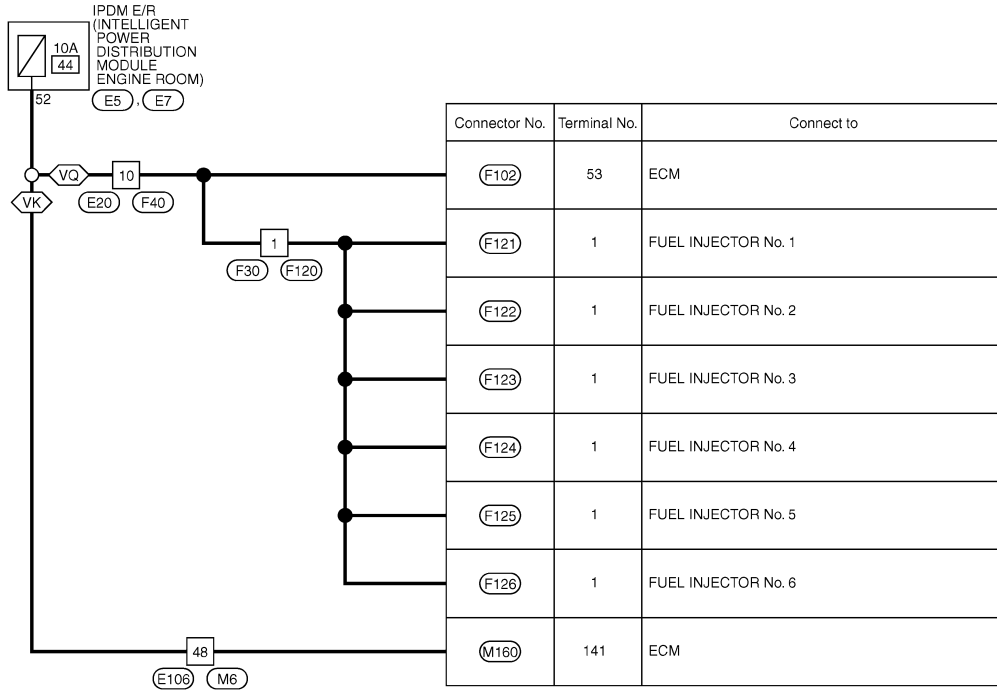 IPDM E/R
(INTELLIGENT
POWER
DISTRIBUTION
MODULE
ENGINE ROOM)
10A
44
52
E5 , E7
Connector No. Terminal No. Connect to
VQ 10
F102 53 ECM
VK E20 F40
1
F121 1 FUEL INJECTOR No. 1
F30 F120
F122 1 FUEL INJECTOR No. 2
F123 1 FUEL INJECTOR No. 3
F124 1 FUEL INJECTOR No. 4
F125 1 FUEL INJECTOR No. 5
F126 1 FUEL INJECTOR No. 6
48
M160 141 ECM
E106 M6